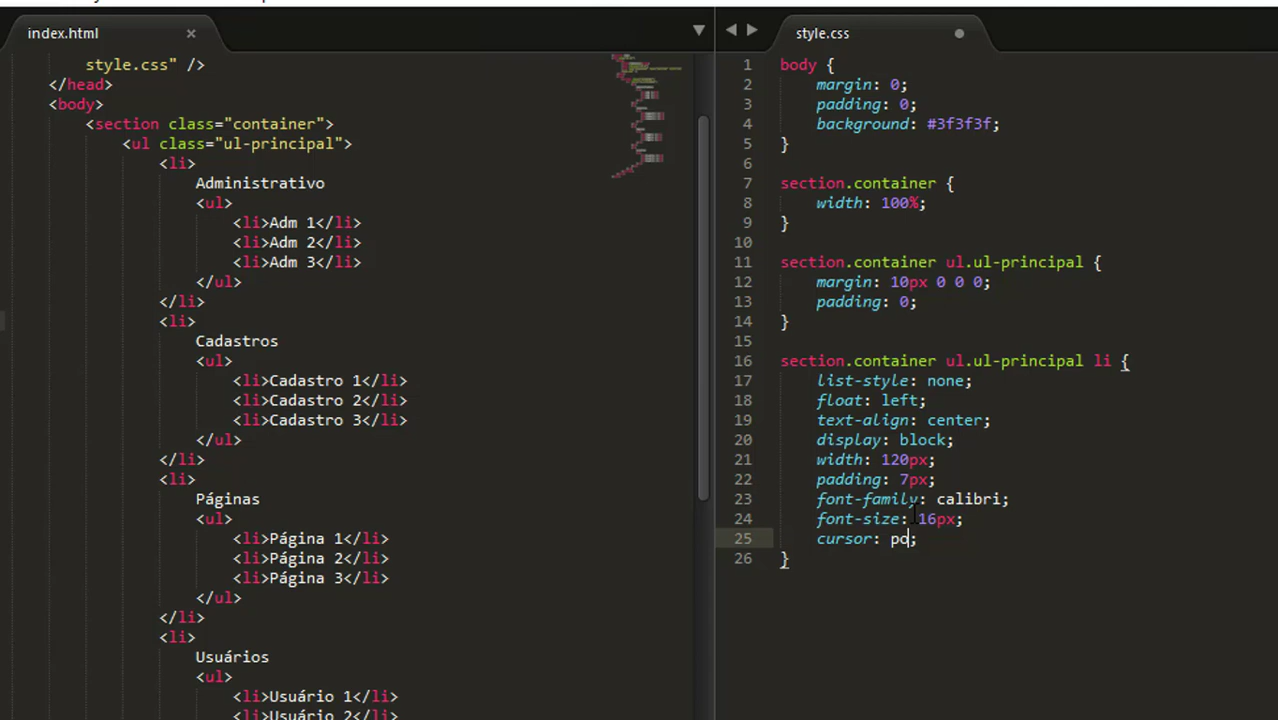 index.html ×
style.css" />
</head>
<body>
<section class="container">
<ul class="ul-principal">
<li>
Administrativo
<ul>
<li>Adm 1</li>
<li>Adm 2</li>
<li>Adm 3</li>
</ul>
</li>
<li>
Cadastros
<ul>
<li>Cadastro 1</li>
<li>Cadastro 2</li>
<li>Cadastro 3</li>
</ul>
</li>
<li>
Páginas
<ul>
<li>Página 1</li>
<li>Página 2</li>
<li>Página 3</li>
</ul>
</li>
<li>
Usuários
<ul>
<li>Usuário 1</li>
<li>Usuário 2</li>
style.css
1 body {
2 margin: 0;
3 padding: 0;
4 background: #3f3f3f;
5 }
6
7 section.container {
8 width: 100%;
9 }
10
11 section.container ul.ul-principal {
12 margin: 10px 0 0 0;
13 padding: 0;
14 }
15
16 section.container ul.ul-principal li {
17 list-style: none;
18 float: left;
19 text-align: center;
20 display: block;
21 width: 120px;
22 padding: 7px;
23 font-family: calibri;
24 font-size: 16px;
25 cursor: po;
26 }